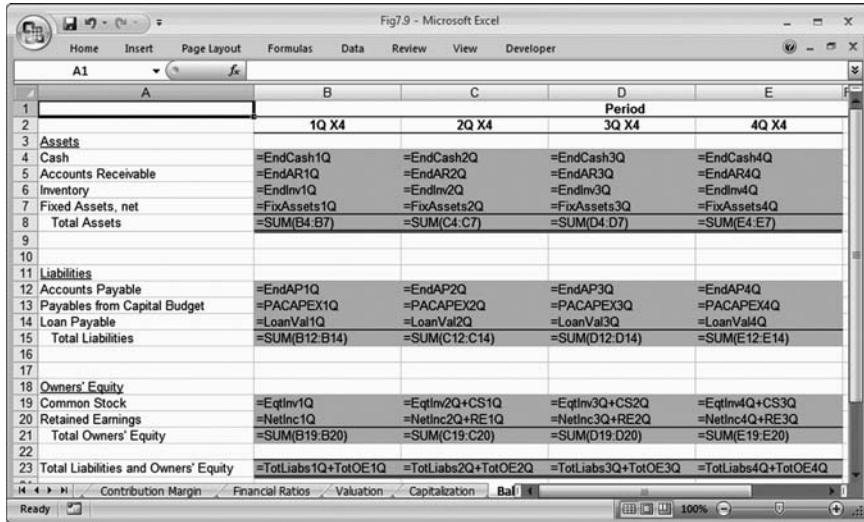 Fig7.9 - Microsoft Excel
Home Insert Page Layout Formulas Data Review View Developer
A1 fx
A B C D E F
1 Period
2 1Q X4 2Q X4 3Q X4 4Q X4
3 Assets
4 Cash =EndCash1Q =EndCash2Q =EndCash3Q =EndCash4Q
5 Accounts Receivable =EndAR1Q =EndAR2Q =EndAR3Q =EndAR4Q
6 Inventory =EndInv1Q =EndInv2Q =EndInv3Q =EndInv4Q
7 Fixed Assets, net =FixAssets1Q =FixAssets2Q =FixAssets3Q =FixAssets4Q
8 Total Assets =SUM(B4:B7) =SUM(C4:C7) =SUM(D4:D7) =SUM(E4:E7)
9
10
11 Liabilities
12 Accounts Payable =EndAP1Q =EndAP2Q =EndAP3Q =EndAP4Q
13 Payables from Capital Budget =PACAPEX1Q =PACAPEX2Q =PACAPEX3Q =PACAPEX4Q
14 Loan Payable =LoanVal1Q =LoanVal2Q =LoanVal3Q =LoanVal4Q
15 Total Liabilities =SUM(B12:B14) =SUM(C12:C14) =SUM(D12:D14) =SUM(E12:E14)
16
17
18 Owners' Equity
19 Common Stock =EqtInv1Q =EqtInv2Q+CS1Q =EqtInv3Q+CS2Q =EqtInv4Q+CS3Q
20 Retained Earnings =NetInc1Q =NetInc2Q+RE1Q =NetInc3Q+RE2Q =NetInc4Q+RE3Q
21 Total Owners' Equity =SUM(B19:B20) =SUM(C19:C20) =SUM(D19:D20) =SUM(E19:E20)
22
23 Total Liabilities and Owners' Equity =TotLiabs1Q+TotOE1Q =TotLiabs2Q+TotOE2Q =TotLiabs3Q+TotOE3Q =TotLiabs4Q+TotOE4Q
Contribution Margin Financial Ratios Valuation Capitalization Bal
Ready 100%